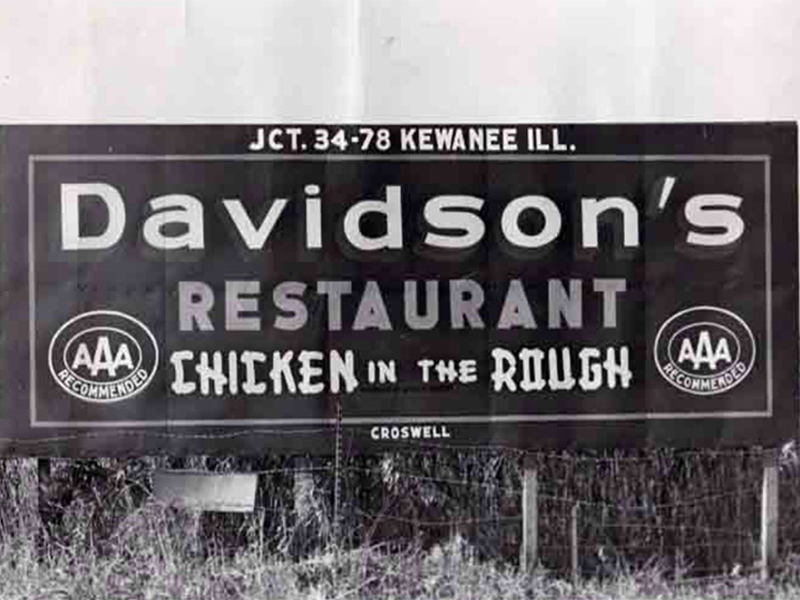 JCT. 34-78 KEWANEE ILL.
Davidson's
RESTAURANT
AAA RECOMMENDED
CHICKEN IN THE ROUGH
AAA RECOMMENDED
CROSWELL